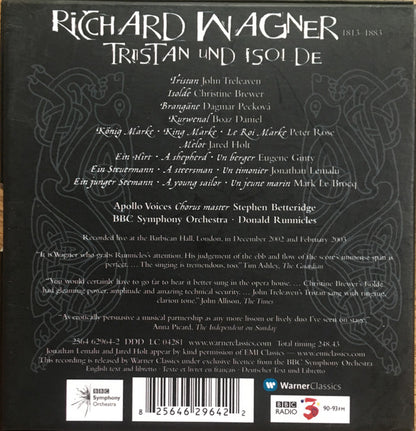 RICHARD WAGNER 1813-1883
TRISTAN UND ISOLDE
Tristan John Treleaven
Isolde Christine Brewer
Brangäne Dagmar Pecková
Kurwenal Boaz Daniel
König Marke · King Marke · Le Roi Marke Peter Rose
Melot Jared Holt
Ein Hirt · A shepherd · Un berger Eugene Ginty
Ein Steuermann · A steersman · Un timonier Jonathan Lemalu
Ein junger Seemann · A young sailor · Un jeune marin Mark Le Brocq
Apollo Voices Chorus master Stephen Betteridge
BBC Symphony Orchestra · Donald Runnicles
Recorded live at the Barbican Hall, London, in December 2002 and February 2003
"It is Wagner who grabs Runnicles's attention. His judgement of the ebb and flow of the score's immense span is
perfect. ... The singing is tremendous, too." Tim Ashley, The Guardian
"You would certainly have to go far to hear it better sung in the opera house. ... Christine Brewer's Isolde
had gleaming power, amplitude and amazing technical security ... John Treleaven's Tristan sang with ringing,
clarion tone." John Allison, The Times
"As erotically persuasive a musical partnership as any more lissom or lively duo I've seen on stage."
Anna Picard, The Independent on Sunday
2564 62964-2 DDD LC 04281 www.warnerclassics.com Total timing 248.43
Jonathan Lemalu and Jared Holt appear by kind permission of EMI Classics — www.emiclassics.com
This recording is released by Warner Classics under exclusive licence from the BBC Symphony Orchestra
English text and libretto · Texte et livret en français · Deutscher Text und Libretto
BBC
Symphony
Orchestra
8 25646 29642 2
WarnerClassics
BBC
RADIO 3 90-93 FM